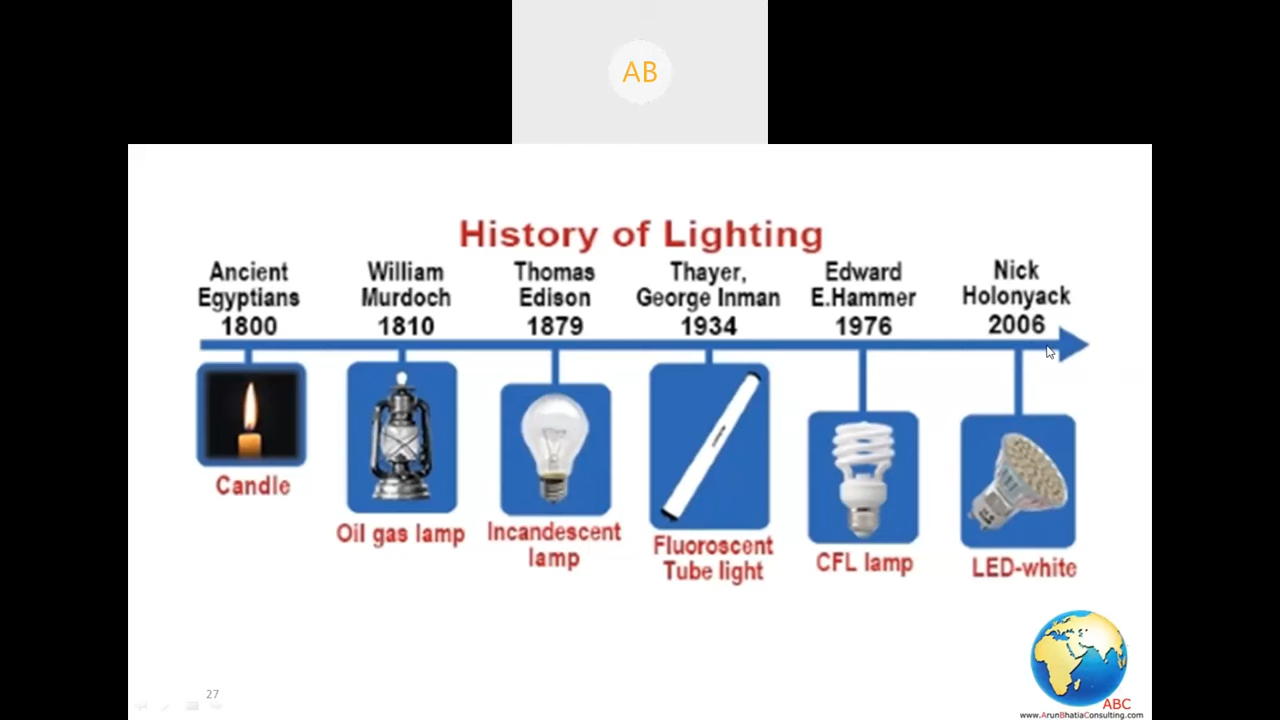 AB
History of Lighting
Ancient
Egyptians
1800
William
Murdoch
1810
Thomas
Edison
1879
Thayer,
George Inman
1934
Edward
E.Hammer
1976
Nick
Holonyack
2006
Candle
Oil gas lamp
Incandescent
lamp
Fluoroscent
Tube light
CFL lamp
LED-white
27
ABC
www.ArunBhatiaConsulting.com